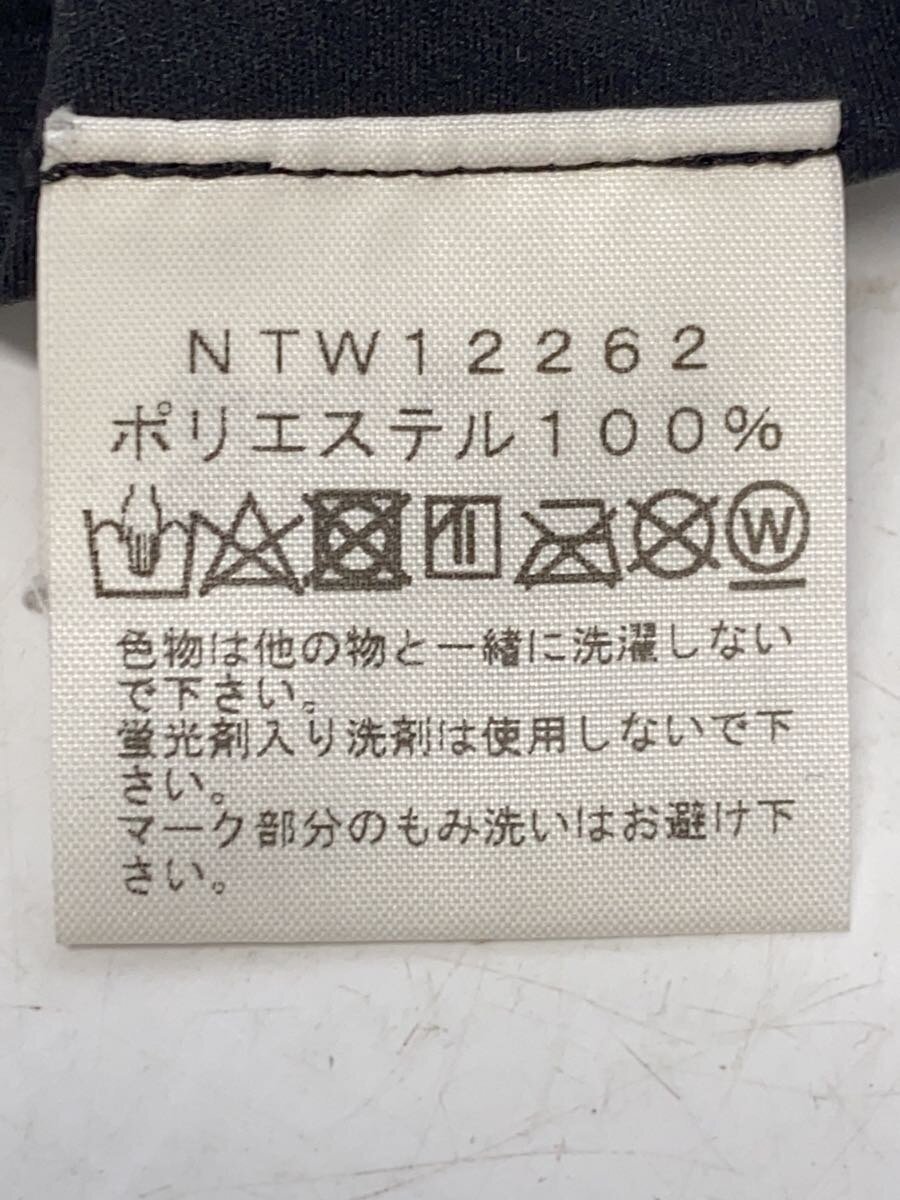 NTW12262
ポリエステル100%
W
色物は他の物と一緒に洗濯しない
で下さい。
蛍光剤入り洗剤は使用しないで下
さい。
マーク部分のもみ洗いはお避け下
さい。